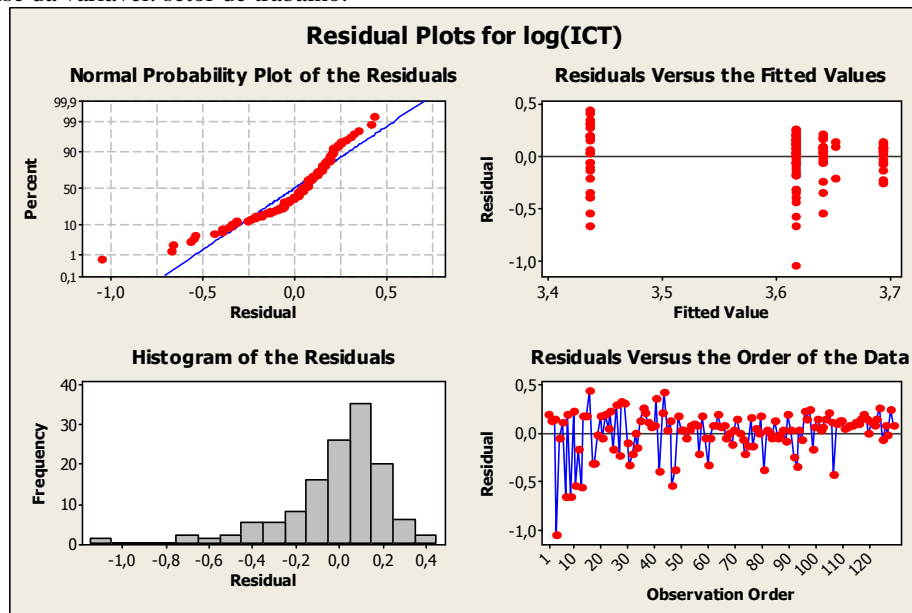 setor de trabalho.
Residual Plots for log(ICT)
Normal Probability Plot of the Residuals
99,9
99
90
50
10
1
0,1
Percent
-1,0 -0,5 0,0 0,5
Residual
Residuals Versus the Fitted Values
0,5
0,0
-0,5
-1,0
Residual
3,4 3,5 3,6 3,7
Fitted Value
Histogram of the Residuals
40
30
20
10
0
Frequency
-1,0 -0,8 -0,6 -0,4 -0,2 0,0 0,2 0,4
Residual
Residuals Versus the Order of the Data
0,5
0,0
-0,5
-1,0
Residual
1 10 20 30 40 50 60 70 80 90 100 110 120
Observation Order